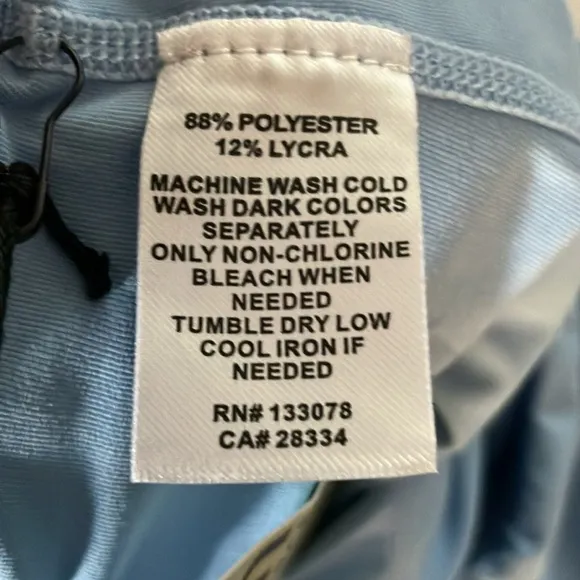 88% POLYESTER
12% LYCRA
MACHINE WASH COLD
WASH DARK COLORS
SEPARATELY
ONLY NON-CHLORINE
BLEACH WHEN
NEEDED
TUMBLE DRY LOW
COOL IRON IF
NEEDED
RN# 133078
CA# 28334